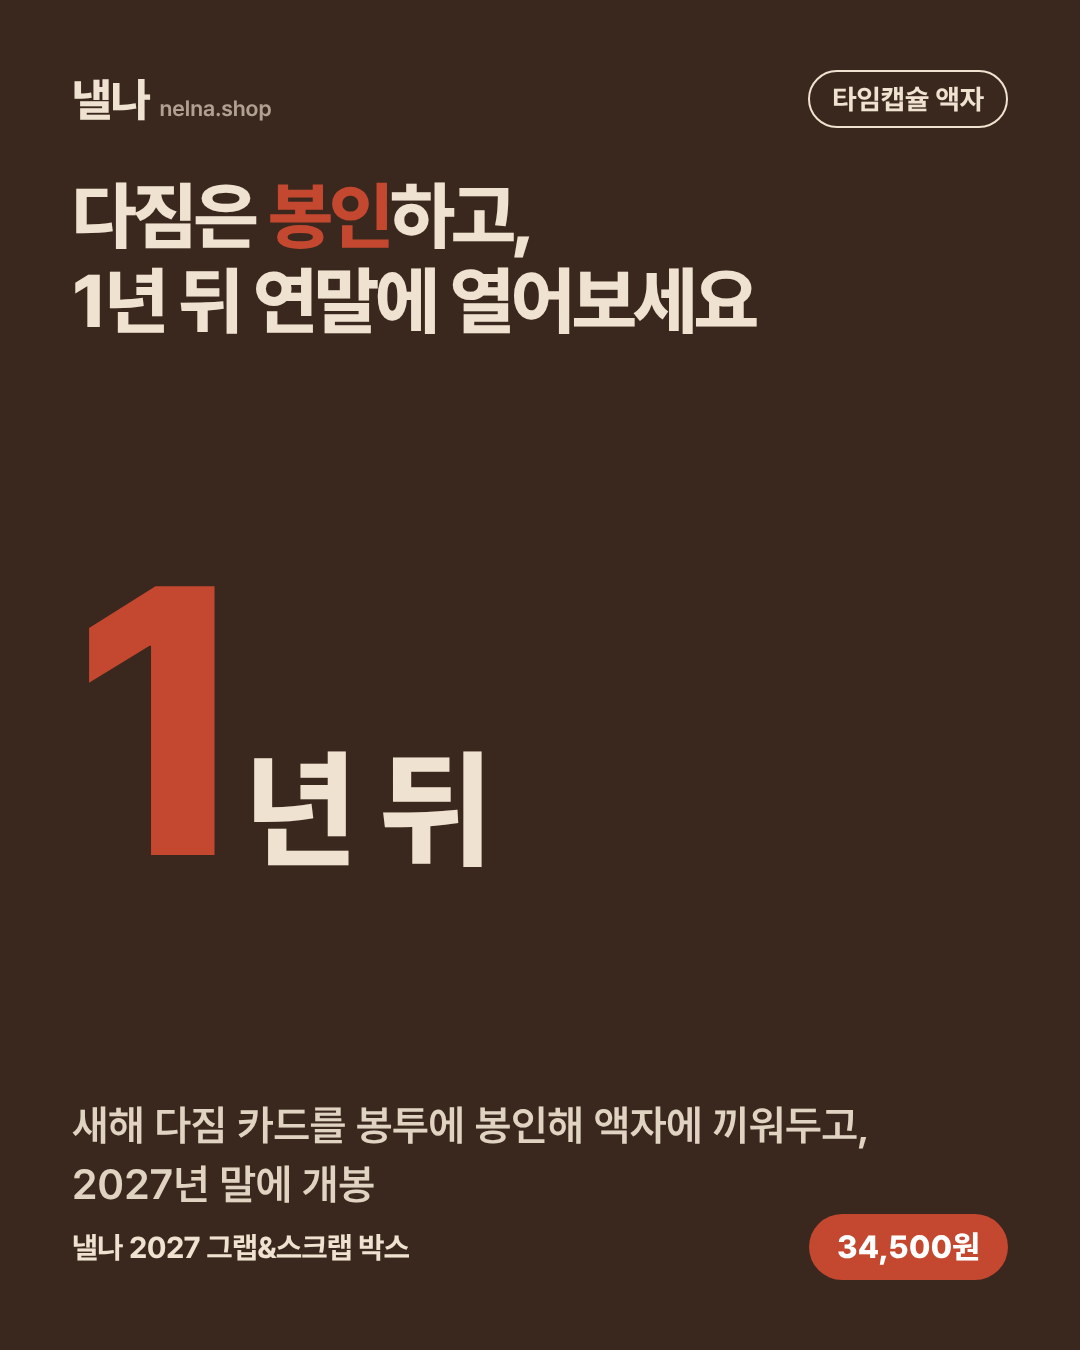 낼나 nelna.shop
타임캡슐 액자
다짐은 봉인하고,
1년 뒤 연말에 열어보세요
1년 뒤
새해 다짐 카드를 봉투에 봉인해 액자에 끼워두고,
2027년 말에 개봉
낼나 2027 그랩&스크랩 박스
34,500원